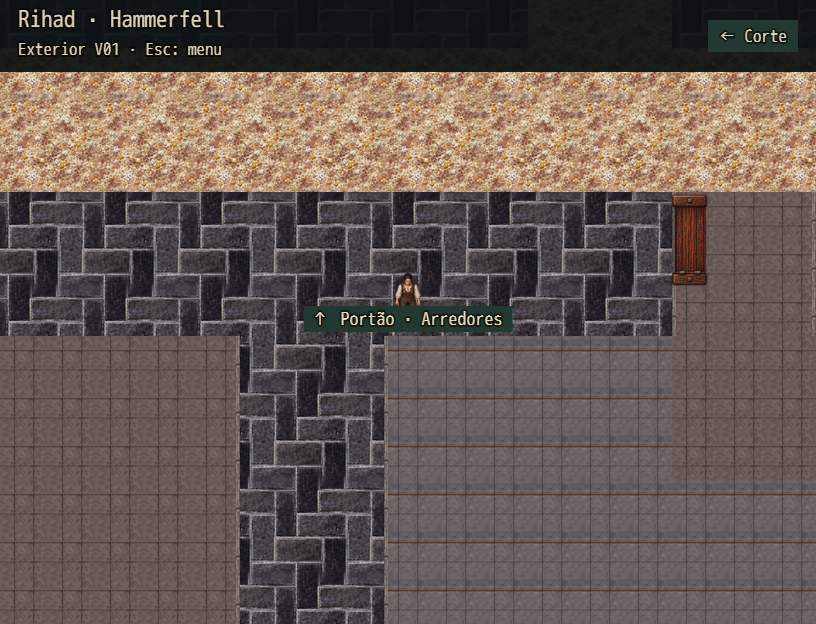 Rihad · Hammerfell
Exterior V01 · Esc: menu
← Corte
↑ Portão · Arredores